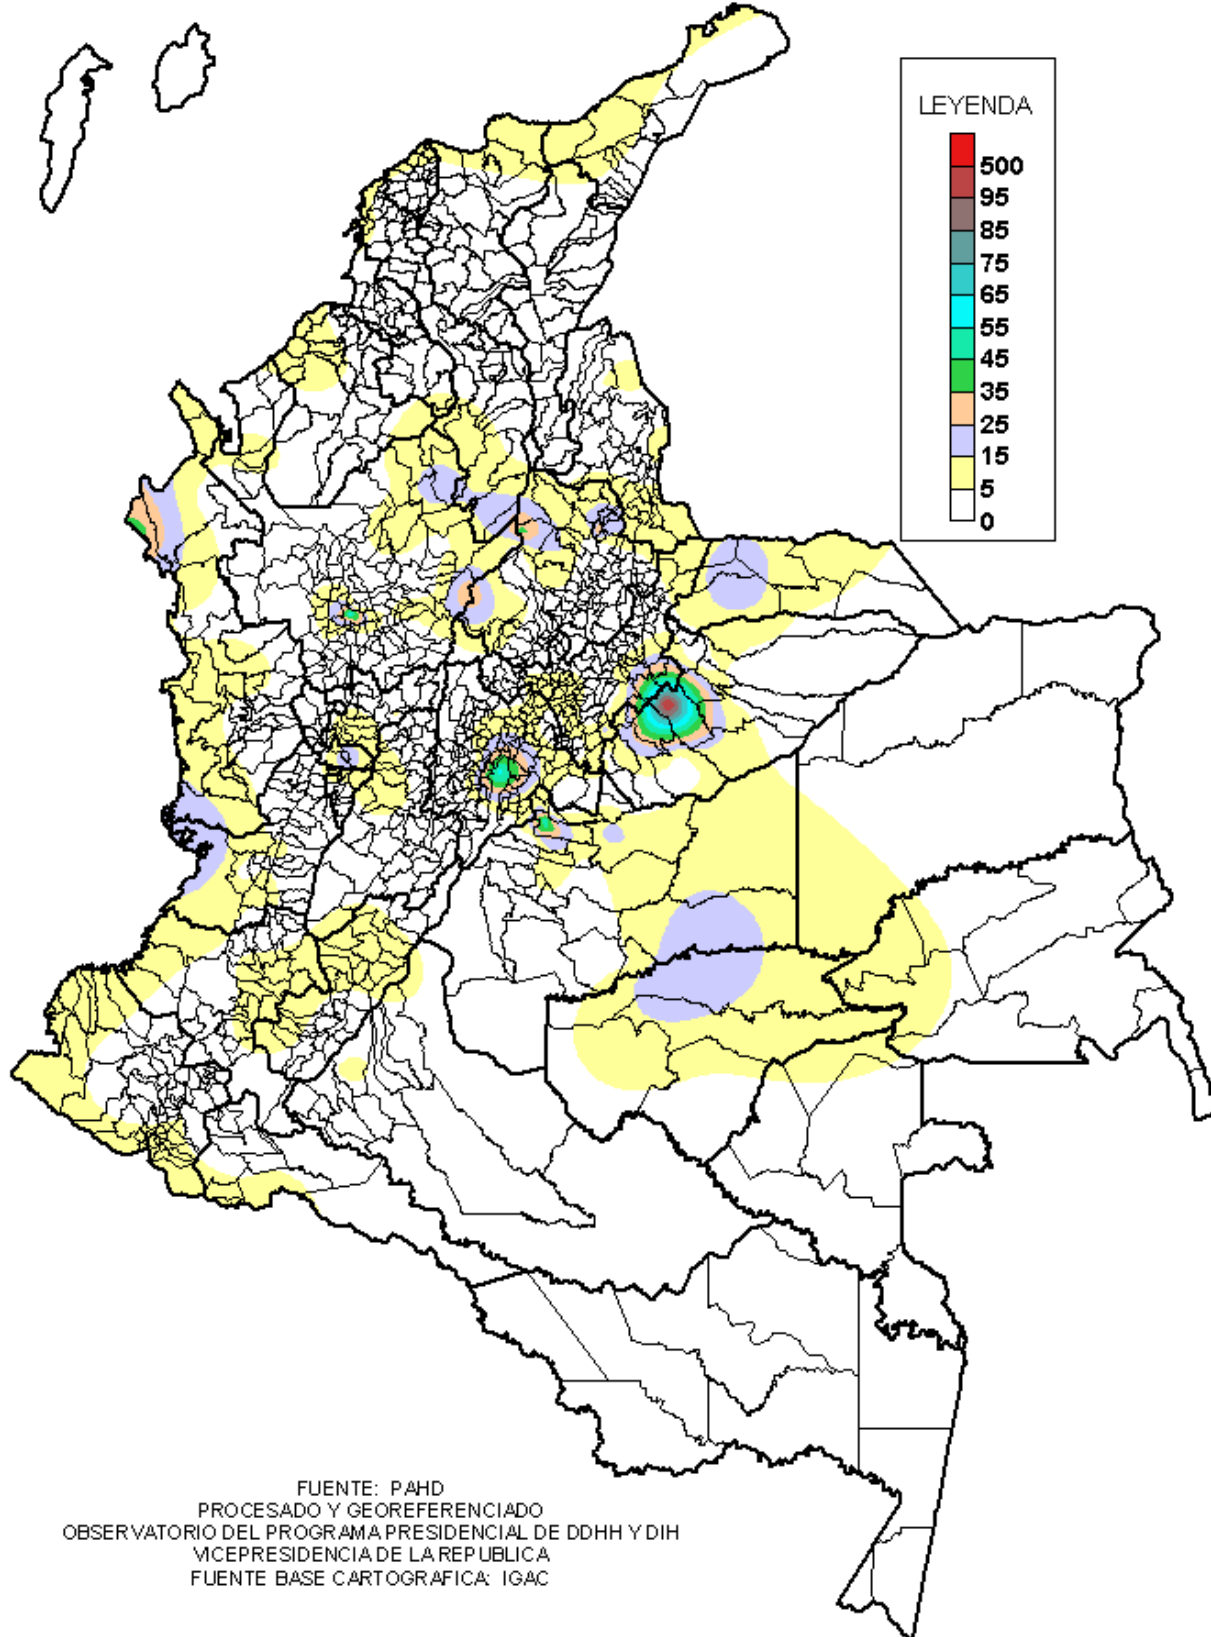 LEYENDA
500
95
85
75
65
55
45
35
25
15
5
0
FUENTE: PAHD
PROCESADO Y GEOREFERENCIADO
OBSERVATORIO DEL PROGRAMA PRESIDENCIAL DE DDHH Y DIH
VICEPRESIDENCIA DE LA REPUBLICA
FUENTE BASE CARTOGRAFICA: IGAC